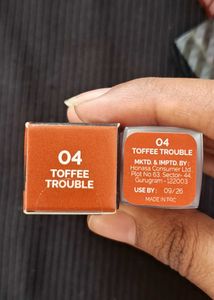 04
TOFFEE
TROUBLE
04
TOFFEE TROUBLE
MKTD. & IMPTD. BY :
Honasa Consumer Ltd.
Plot No 63, Sector- 44,
Gurugram -122003
USE BY : 09/26
MADE IN PRC